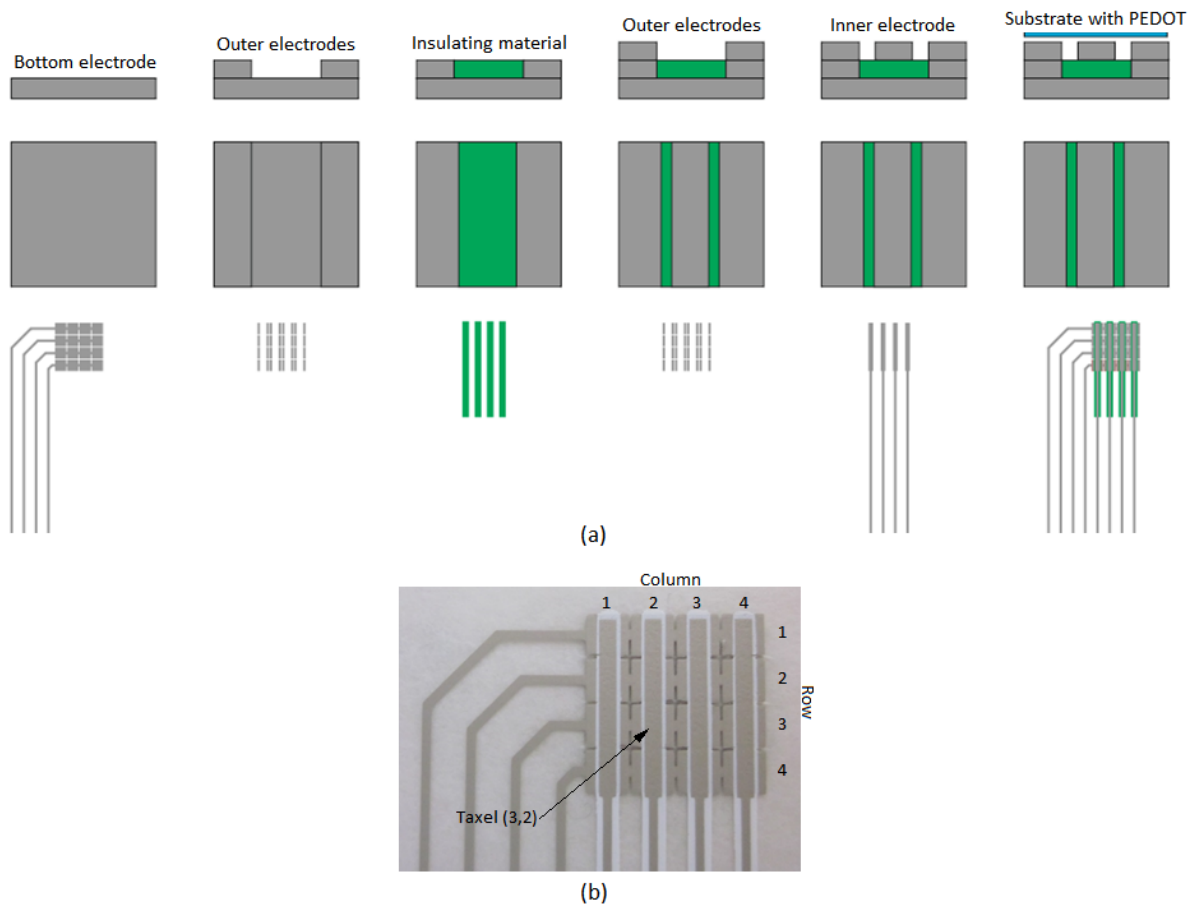 Bottom electrode
Outer electrodes
Insulating material
Outer electrodes
Inner electrode
Substrate with PEDOT
(a)
Column
1 2 3 4
1
2
3
4
Row
Taxel (3,2)
(b)